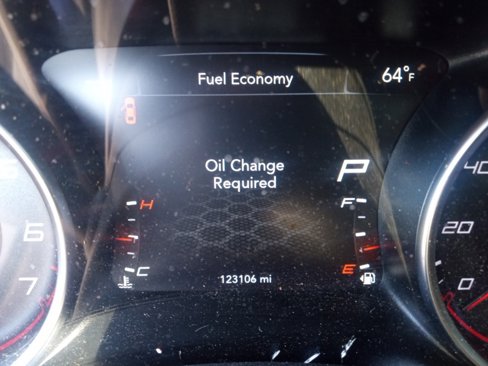 Fuel Economy 64°F
Oil Change
Required
P
H
F
C
E
123106 mi
6
7
40
20
0